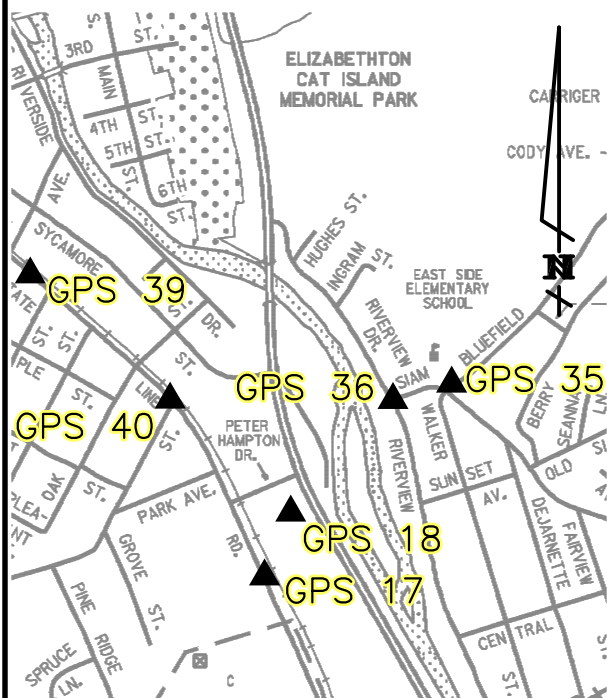 3RD
ST.
ELIZABETHTON
CAT ISLAND
MEMORIAL PARK
RIVERSIDE
MAIN
ST.
CARRIGER
4TH
ST.
5TH
ST.
CODY AVE.
6TH
ST.
AVE.
HUGHES ST.
INGRAM
ST.
SYCAMORE
ST.
EAST SIDE
ELEMENTARY
SCHOOL
N
GPS 39
DR.
RIVERVIEW
DR.
BLUEFIELD
ST.
ST.
ST.
GPS 36
SIAM
GPS 35
ST.
GPS 40
ST.
PETER
HAMPTON
DR.
WALKER
BERRY
OAK
ST.
RIVERVIEW
SUNSET
AV.
OLD
PARK AVE.
GROVE
ST.
RD.
GPS 18
DEJARNETTE
FAIRVIEW
GPS 17
PINE
RIDGE
CENTRAL
ST.
SPRUCE
LN.
C
ST.